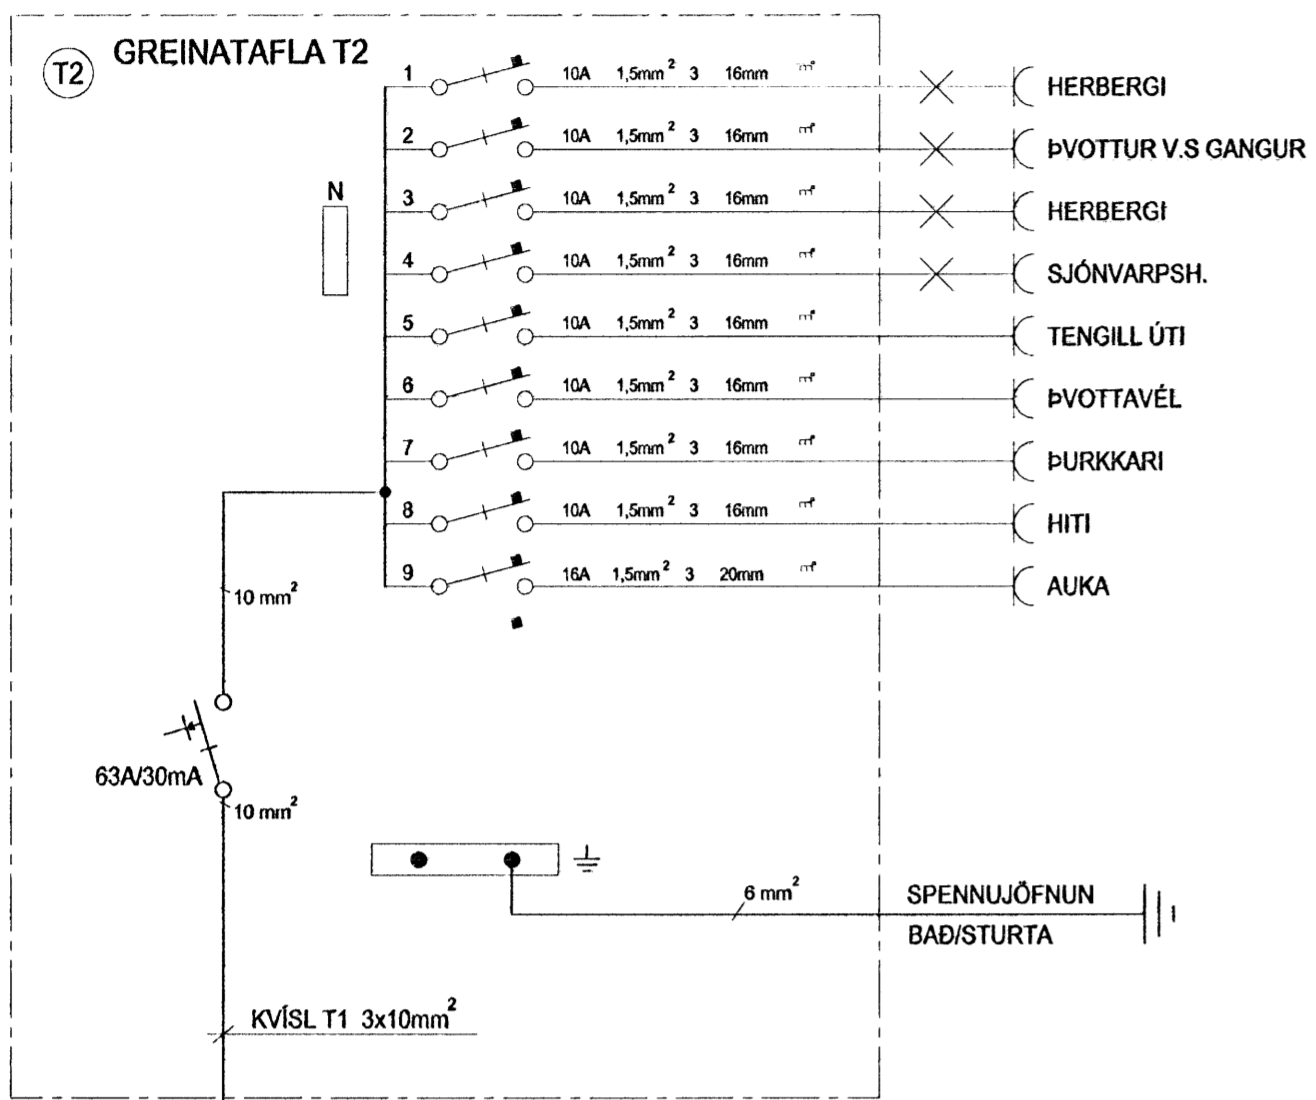 T2 GREINATAFLA T2
1 10A 1,5mm² 3 16mm HERBERGI
2 10A 1,5mm² 3 16mm ÞVOTTUR V.S GANGUR
3 10A 1,5mm² 3 16mm HERBERGI
N
4 10A 1,5mm² 3 16mm SJÓNVARPSH.
5 10A 1,5mm² 3 16mm TENGILL ÚTI
6 10A 1,5mm² 3 16mm ÞVOTTAVÉL
7 10A 1,5mm² 3 16mm ÞURKKARI
8 10A 1,5mm² 3 16mm HITI
9 16A 1,5mm² 3 20mm AUKA
10 mm²
63A/30mA
10 mm²
6 mm² SPENNUJÖFNUN
BAÐ/STURTA
KVÍSL T1 3x10mm²